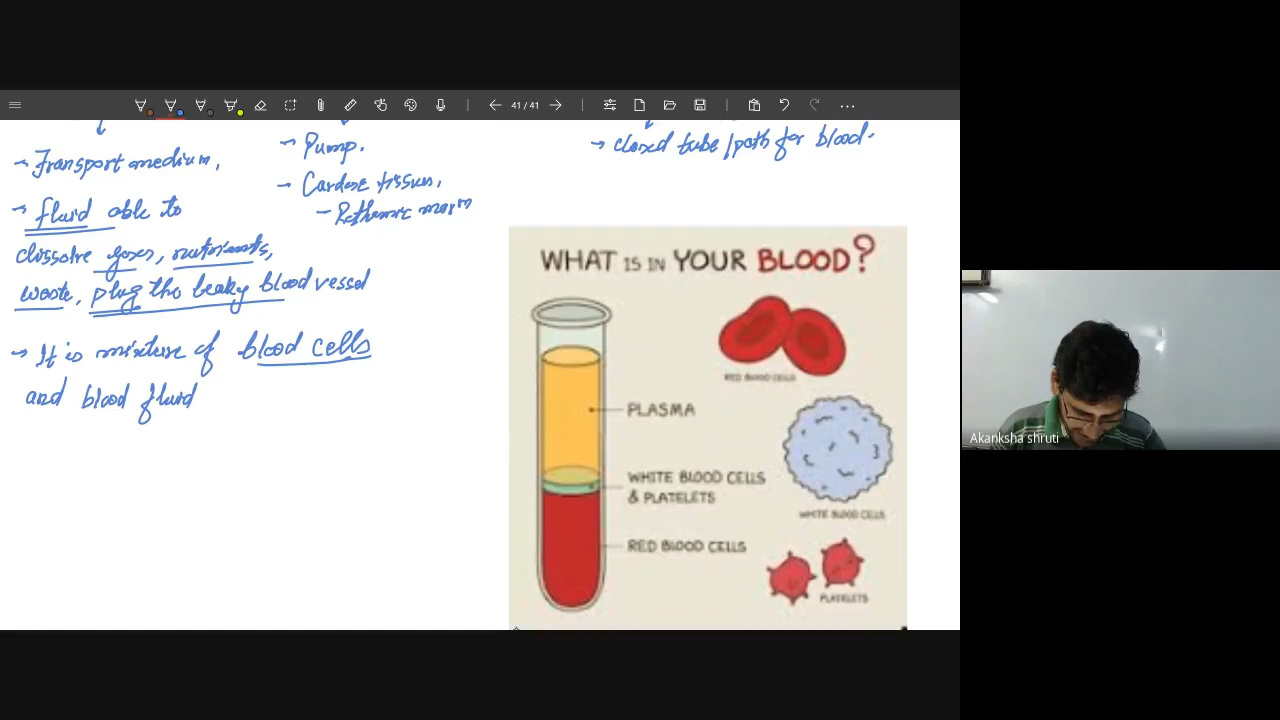 41/41
→ Transport medium,
→ fluid able to
dissolve gases, nutrients,
waste, plug the leaky blood vessel
→ It is mixture of blood cells
and blood fluid
→ Pump.
→ tissues,
→ closed tube/path for blood.
WHAT IS IN YOUR BLOOD?
RED BLOOD CELLS
PLASMA
WHITE BLOOD CELLS
& PLATELETS
WHITE BLOOD CELLS
RED BLOOD CELLS
PLATELETS
Akanksha shruti